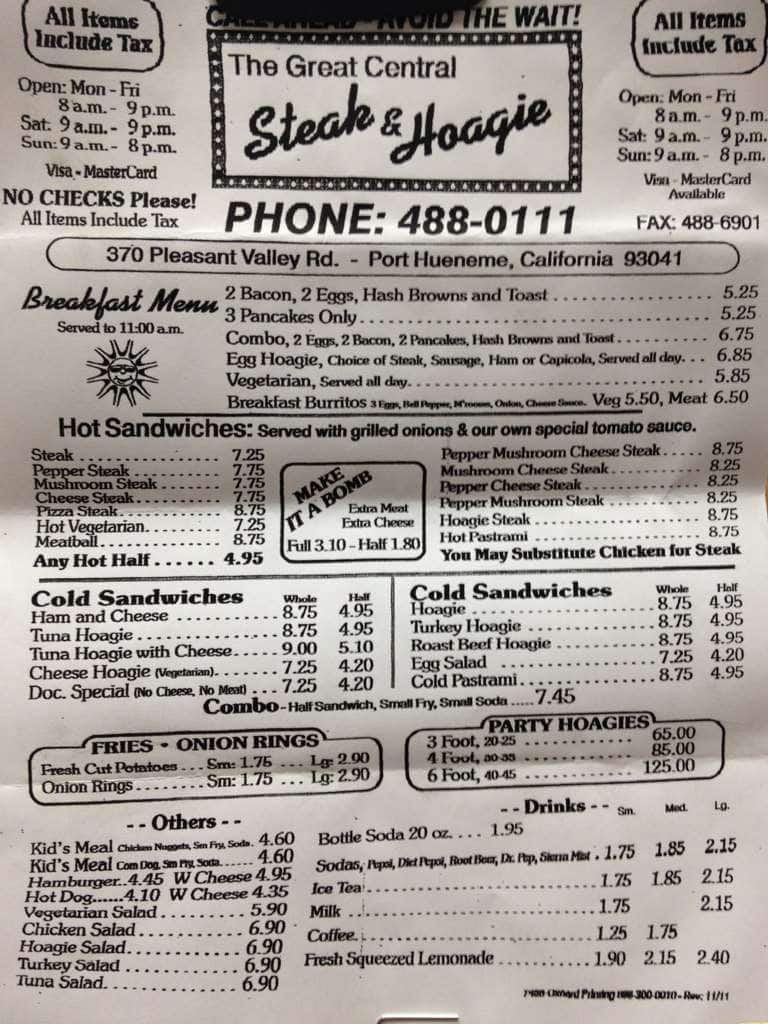 CALL AHEAD - AVOID THE WAIT!
All Items
Include Tax
Open: Mon - Fri
8 a.m. - 9 p.m.
Sat: 9 a.m. - 9 p.m.
Sun: 9 a.m. - 8 p.m.
Visa - MasterCard
NO CHECKS Please!
All Items Include Tax
The Great Central
Steak & Hoagie
PHONE: 488-0111
All Items
Include Tax
Open: Mon - Fri
8 a.m. - 9 p.m.
Sat: 9 a.m. - 9 p.m.
Sun: 9 a.m. - 8 p.m.
Visa - MasterCard
Available
FAX: 488-6901
370 Pleasant Valley Rd. - Port Hueneme, California 93041
Breakfast Menu
Served to 11:00 a.m.
2 Bacon, 2 Eggs, Hash Browns and Toast 5.25
3 Pancakes Only 5.25
Combo, 2 Eggs, 2 Bacon, 2 Pancakes, Hash Browns and Toast 6.75
Egg Hoagie, Choice of Steak, Sausage, Ham or Capicola, Served all day 6.85
Vegetarian, Served all day 5.85
Breakfast Burritos 3 Eggs, Bell Pepper, M'rooms, Onion, Cheese Sauce. Veg 5.50, Meat 6.50
Hot Sandwiches: Served with grilled onions & our own special tomato sauce.
Steak 7.25
Pepper Steak 7.75
Mushroom Steak 7.75
Cheese Steak 7.75
Pizza Steak 8.75
Hot Vegetarian 7.25
Meatball 8.75
Any Hot Half 4.95
MAKE
IT A BOMB
Extra Meat
Extra Cheese
Full 3.10 - Half 1.80
Pepper Mushroom Cheese Steak 8.75
Mushroom Cheese Steak 8.25
Pepper Cheese Steak 8.25
Pepper Mushroom Steak 8.25
Hoagie Steak 8.75
Hot Pastrami 8.75
You May Substitute Chicken for Steak
Cold Sandwiches Whole Half
Ham and Cheese 8.75 4.95
Tuna Hoagie 8.75 4.95
Tuna Hoagie with Cheese 9.00 5.10
Cheese Hoagie (Vegetarian) 7.25 4.20
Doc. Special (No Cheese, No Meat) 7.25 4.20
Cold Sandwiches Whole Half
Hoagie 8.75 4.95
Turkey Hoagie 8.75 4.95
Roast Beef Hoagie 8.75 4.95
Egg Salad 7.25 4.20
Cold Pastrami 8.75 4.95
Combo - Half Sandwich, Small Fry, Small Soda 7.45
FRIES • ONION RINGS
Fresh Cut Potatoes Sm: 1.75 Lg: 2.90
Onion Rings Sm: 1.75 Lg: 2.90
PARTY HOAGIES
3 Foot, 20-25 65.00
4 Foot, 30-35 85.00
6 Foot, 40-45 125.00
-- Others --
Kid's Meal Chicken Nuggets, Sm Fry, Soda. 4.60
Kid's Meal Corn Dog, Sm Fry, Soda 4.60
Hamburger..4.45 W Cheese 4.95
Hot Dog......4.10 W Cheese 4.35
Vegetarian Salad 5.90
Chicken Salad 6.90
Hoagie Salad 6.90
Turkey Salad 6.90
Tuna Salad 6.90
-- Drinks -- Sm. Med. Lg.
Bottle Soda 20 oz. 1.95
Sodas, Pepsi, Diet Pepsi, Root Beer, Dr. Pep, Sierra Mist 1.75 1.85 2.15
Ice Tea 1.75 1.85 2.15
Milk 1.75 2.15
Coffee 1.25 1.75
Fresh Squeezed Lemonade 1.90 2.15 2.40
Oxnard Printing - Rev: 11/11